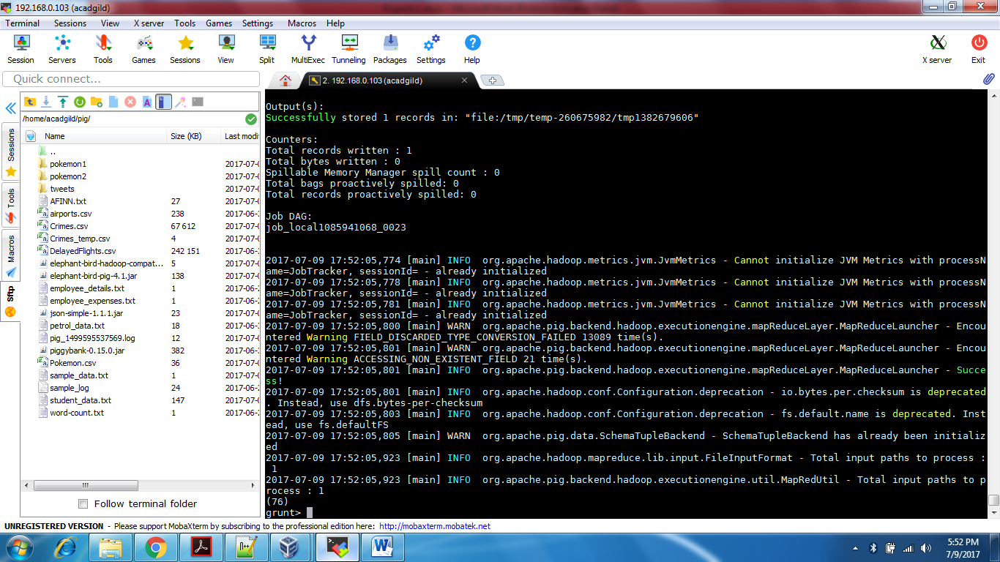 192.168.0.103 (acadgild)
Terminal Sessions View X server Tools Games Settings Macros Help
Session Servers Tools Games Sessions View Split MultiExec Tunneling Packages Settings Help X server Exit
Quick connect...
2. 192.168.0.103 (acadgild)
Sessions
Tools
Macros
Sftp
/home/acadgild/pig/
Name Size (KB) Last modif
..
pokemon1 2017-07-0
pokemon2 2017-07-0
tweets 2017-07-0
AFINN.txt 27 2017-07-0
airports.csv 238 2017-06-3
Crimes.csv 67 612 2017-07-0
Crimes_temp.csv 4 2017-07-0
DelayedFlights.csv 242 151 2017-06-3
elephant-bird-hadoop-compat... 5 2017-07-0
elephant-bird-pig-4.1.jar 138 2017-07-0
employee_details.txt 1 2017-06-2
employee_expenses.txt 1 2017-06-2
json-simple-1.1.1.jar 23 2017-07-0
petrol_data.txt 18 2017-06-3
pig_1499595537569.log 12 2017-07-0
piggybank-0.15.0.jar 382 2017-06-3
Pokemon.csv 36 2017-07-0
sample_data.txt 1 2017-07-0
sample_log 24 2017-06-2
student_data.txt 147 2017-07-0
word-count.txt 1 2017-06-2
Follow terminal folder
Output(s):
Successfully stored 1 records in: "file:/tmp/temp-260675982/tmp1382679606"
Counters:
Total records written : 1
Total bytes written : 0
Spillable Memory Manager spill count : 0
Total bags proactively spilled: 0
Total records proactively spilled: 0
Job DAG:
job_local1085941068_0023
2017-07-09 17:52:05,774 [main] INFO  org.apache.hadoop.metrics.jvm.JvmMetrics - Cannot initialize JVM Metrics with processN
ame=JobTracker, sessionId= - already initialized
2017-07-09 17:52:05,778 [main] INFO  org.apache.hadoop.metrics.jvm.JvmMetrics - Cannot initialize JVM Metrics with processN
ame=JobTracker, sessionId= - already initialized
2017-07-09 17:52:05,781 [main] INFO  org.apache.hadoop.metrics.jvm.JvmMetrics - Cannot initialize JVM Metrics with processN
ame=JobTracker, sessionId= - already initialized
2017-07-09 17:52:05,800 [main] WARN  org.apache.pig.backend.hadoop.executionengine.mapReduceLayer.MapReduceLauncher - Encou
ntered Warning FIELD_DISCARDED_TYPE_CONVERSION_FAILED 13089 time(s).
2017-07-09 17:52:05,801 [main] WARN  org.apache.pig.backend.hadoop.executionengine.mapReduceLayer.MapReduceLauncher - Encou
ntered Warning ACCESSING_NON_EXISTENT_FIELD 21 time(s).
2017-07-09 17:52:05,801 [main] INFO  org.apache.pig.backend.hadoop.executionengine.mapReduceLayer.MapReduceLauncher - Succe
ss!
2017-07-09 17:52:05,801 [main] INFO  org.apache.hadoop.conf.Configuration.deprecation - io.bytes.per.checksum is deprecated
. Instead, use dfs.bytes-per-checksum
2017-07-09 17:52:05,803 [main] INFO  org.apache.hadoop.conf.Configuration.deprecation - fs.default.name is deprecated. Inst
ead, use fs.defaultFS
2017-07-09 17:52:05,805 [main] WARN  org.apache.pig.data.SchemaTupleBackend - SchemaTupleBackend has already been initializ
ed
2017-07-09 17:52:05,923 [main] INFO  org.apache.hadoop.mapreduce.lib.input.FileInputFormat - Total input paths to process :
1
2017-07-09 17:52:05,923 [main] INFO  org.apache.pig.backend.hadoop.executionengine.util.MapRedUtil - Total input paths to p
rocess : 1
(76)
grunt>
UNREGISTERED VERSION - Please support MobaXterm by subscribing to the professional edition here: http://mobaxterm.mobatek.net
5:52 PM
7/9/2017